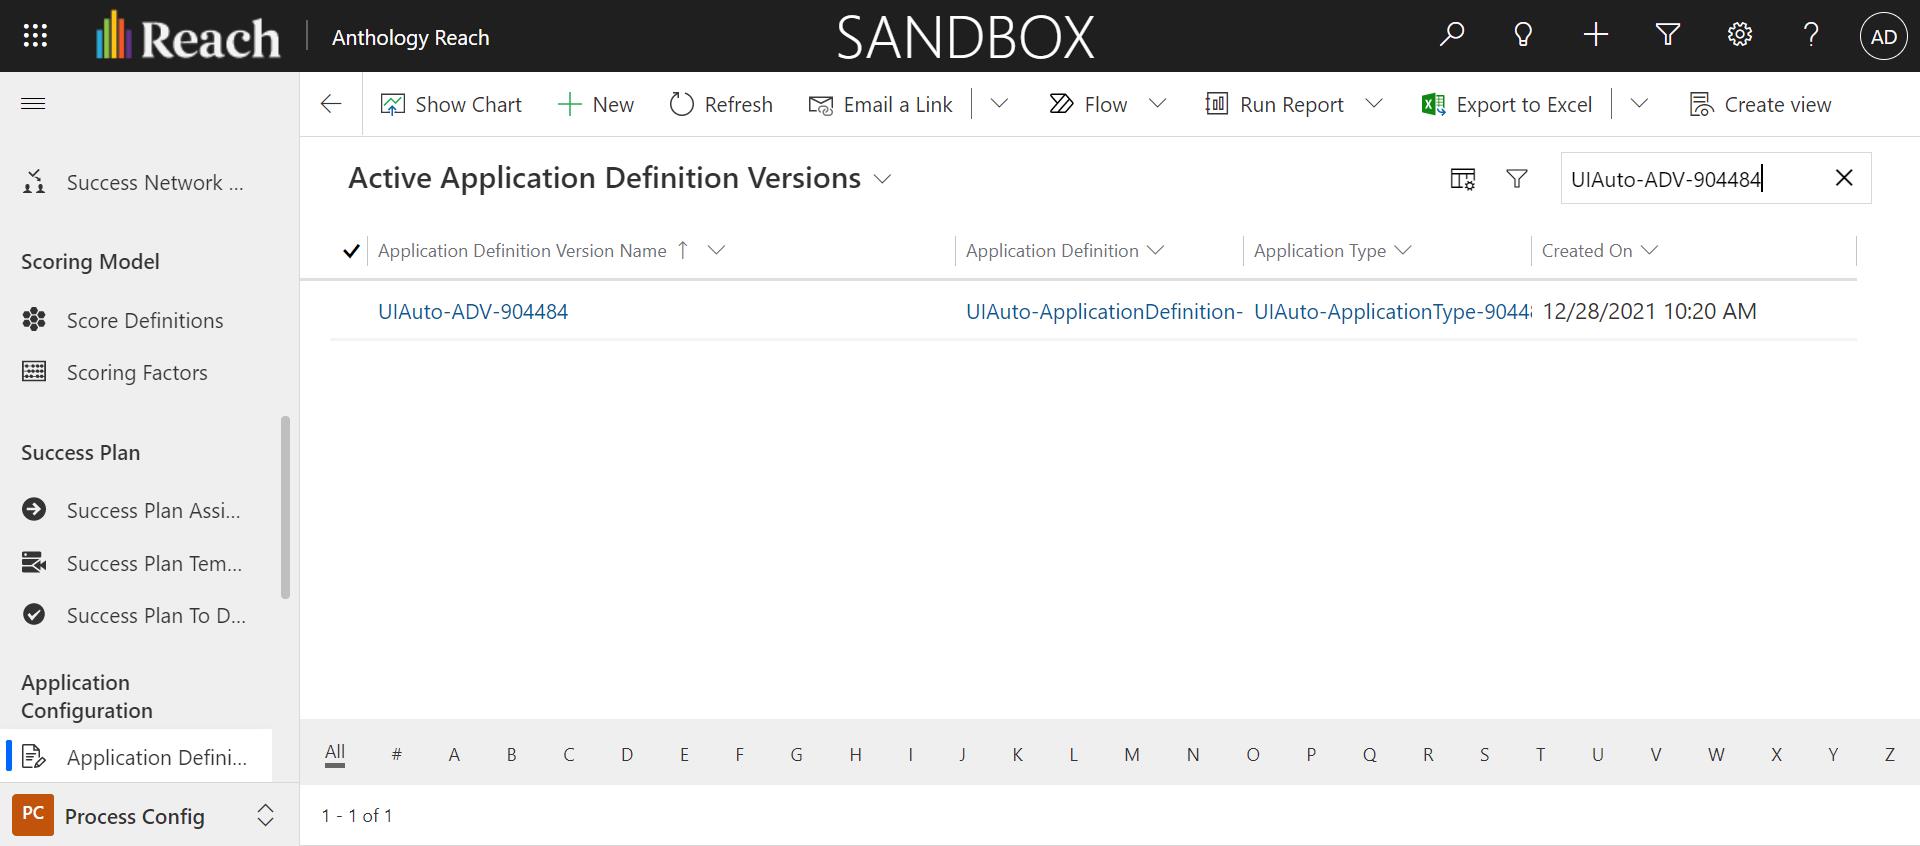 Reach
Anthology Reach
SANDBOX
AD
Show Chart
New
Refresh
Email a Link
Flow
Run Report
Export to Excel
Create view
Success Network ...
Scoring Model
Score Definitions
Scoring Factors
Success Plan
Success Plan Assi...
Success Plan Tem...
Success Plan To D...
Application
Configuration
Application Defini...
PC
Process Config
Active Application Definition Versions
UIAuto-ADV-904484
Application Definition Version Name
Application Definition
Application Type
Created On
UIAuto-ADV-904484
UIAuto-ApplicationDefinition-
UIAuto-ApplicationType-9044
12/28/2021 10:20 AM
All # A B C D E F G H I J K L M N O P Q R S T U V W X Y Z
1 - 1 of 1